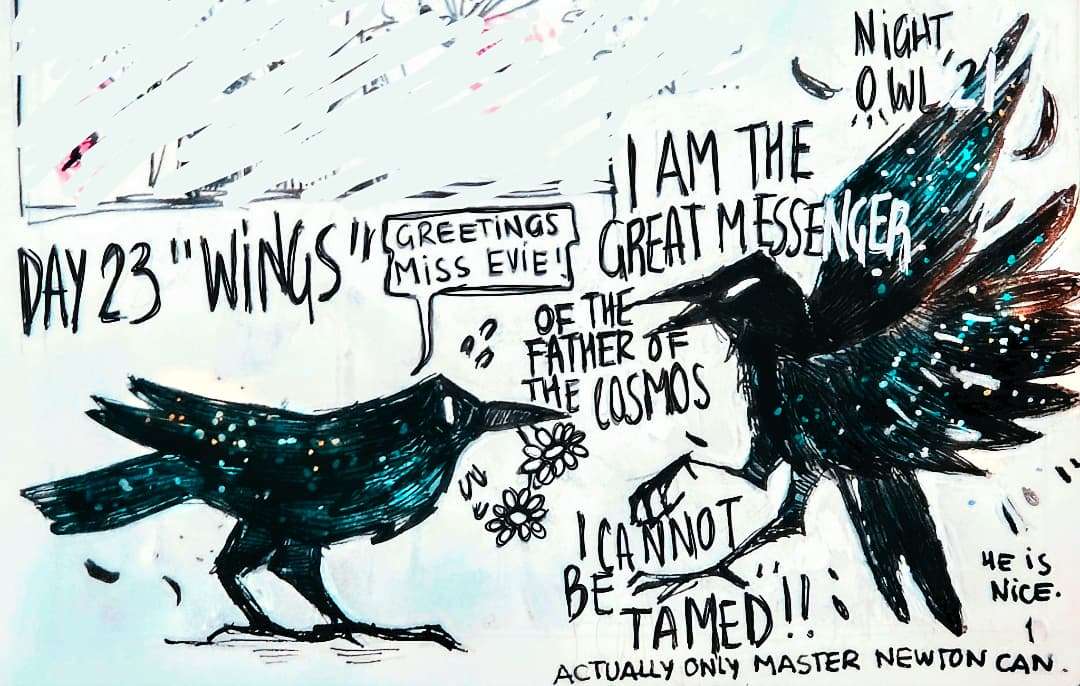 NiGHT
OWL '21
I AM THE
GREAT MESSENGER
OF THE
FATHER OF
THE COSMOS
DAY 23 "WiNGS"
GREETiNGS
MiSS EViE!
I CANNOT
BE
TAMED!!
HE iS
NiCE.
ACTUALLY ONLY MASTER NEWTON CAN.